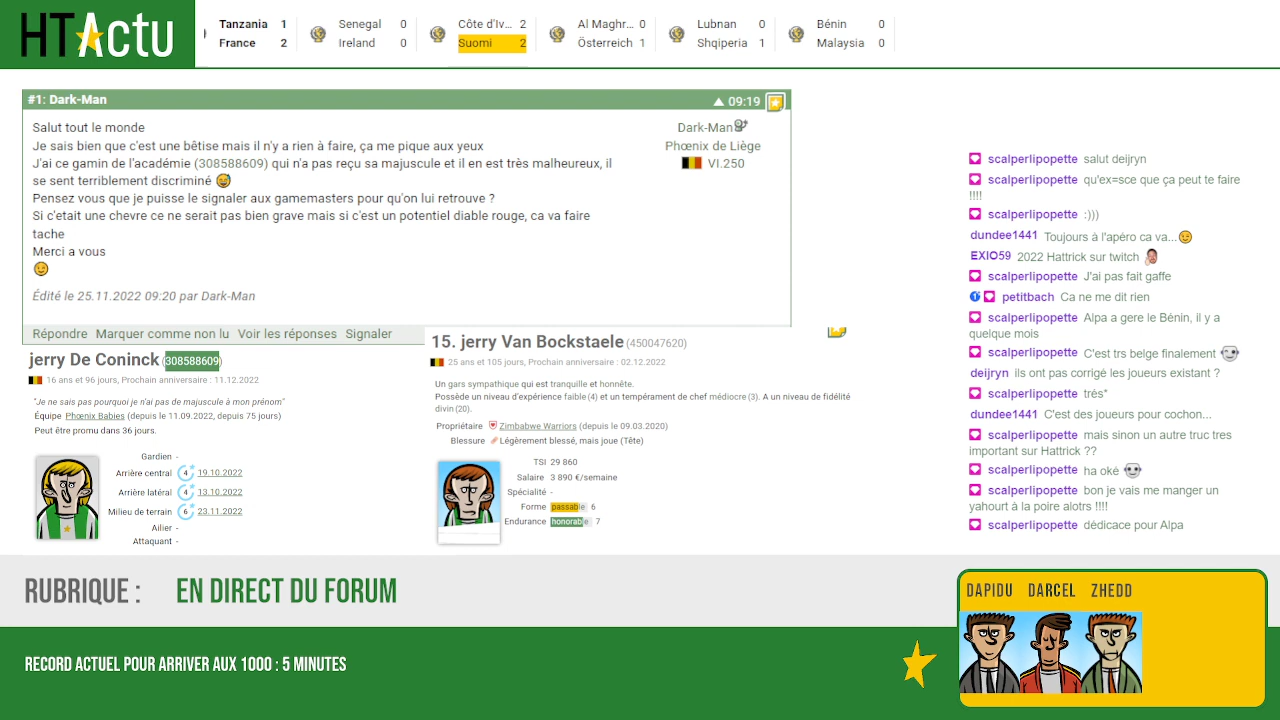 HTActu
Tanzania 1
France 2
Senegal 0
Ireland 0
Côte d'Iv... 2
Suomi 2
Al Maghr... 0
Österreich 1
Lubnan 0
Shqiperia 1
Bénin 0
Malaysia 0
#1: Dark-Man
09:19
Salut tout le monde
Je sais bien que c'est une bêtise mais il n'y a rien à faire, ça me pique aux yeux
J'ai ce gamin de l'académie (308588609) qui n'a pas reçu sa majuscule et il en est très malheureux, il
se sent terriblement discriminé
Pensez vous que je puisse le signaler aux gamemasters pour qu'on lui retrouve ?
Si c'etait une chevre ce ne serait pas bien grave mais si c'est un potentiel diable rouge, ca va faire
tache
Merci a vous
Édité le 25.11.2022 09:20 par Dark-Man
Dark-Man
Phœnix de Liège
VI.250
Répondre Marquer comme non lu Voir les réponses Signaler
jerry De Coninck (308588609)
16 ans et 96 jours, Prochain anniversaire : 11.12.2022
"Je ne sais pas pourquoi je n'ai pas de majuscule à mon prénom"
Équipe Phœnix Babies (depuis le 11.09.2022, depuis 75 jours)
Peut être promu dans 36 jours.
Gardien -
Arrière central 4 19.10.2022
Arrière latéral 4 13.10.2022
Milieu de terrain 6 23.11.2022
Ailier -
Attaquant -
15. jerry Van Bockstaele (450047620)
25 ans et 105 jours, Prochain anniversaire : 02.12.2022
Un gars sympathique qui est tranquille et honnête.
Possède un niveau d'expérience faible (4) et un tempérament de chef médiocre (3). A un niveau de fidélité
divin (20).
Propriétaire Zimbabwe Warriors (depuis le 09.03.2020)
Blessure Légèrement blessé, mais joue (Tête)
TSI 29 860
Salaire 3 890 €/semaine
Spécialité -
Forme passable 6
Endurance honorable 7
scalperlipopette salut deijryn
scalperlipopette qu'ex=sce que ça peut te faire
!!!!
scalperlipopette :)))
dundee1441 Toujours à l'apéro ca va...
EXIO59 2022 Hattrick sur twitch
scalperlipopette J'ai pas fait gaffe
petitbach Ca ne me dit rien
scalperlipopette Alpa a gere le Bénin, il y a
quelque mois
scalperlipopette C'est trs belge finalement
deijryn ils ont pas corrigé les joueurs existant ?
scalperlipopette très*
dundee1441 C'est des joueurs pour cochon...
scalperlipopette mais sinon un autre truc tres
important sur Hattrick ??
scalperlipopette ha oké
scalperlipopette bon je vais me manger un
yahourt à la poire alotrs !!!!
scalperlipopette dédicace pour Alpa
RUBRIQUE : EN DIRECT DU FORUM
DAPIDU DARCEL ZHEDD
RECORD ACTUEL POUR ARRIVER AUX 1000 : 5 MINUTES